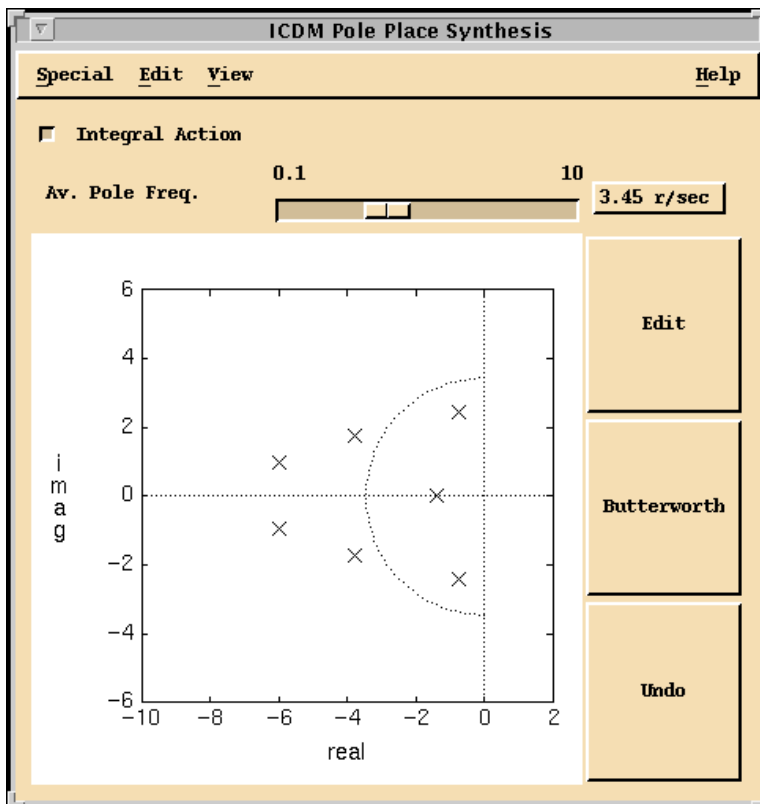 ICDM Pole Place Synthesis
Special Edit View Help
Integral Action
0.1 10
Av. Pole Freq. 3.45 r/sec
Edit
Butterworth
Undo
6
4
2
0
-2
-4
-6
imag
-10 -8 -6 -4 -2 0 2
real